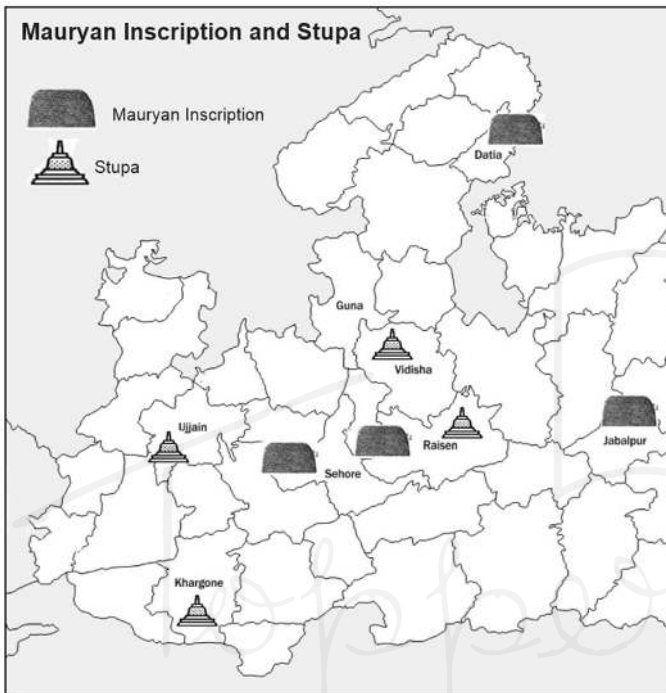 Mauryan Inscription and Stupa
Mauryan Inscription
Stupa
Datia
Guna
Vidisha
Ujjain
Raisen
Jabalpur
Sehore
Khargone